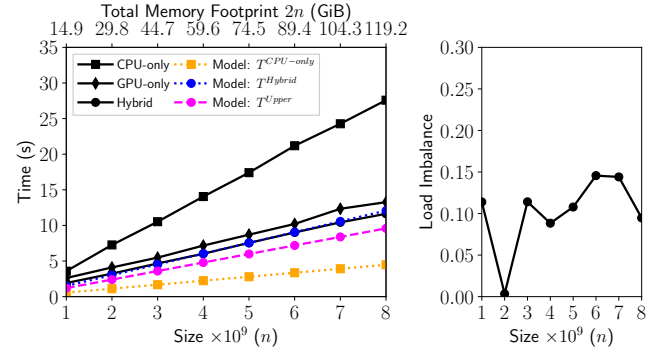 Total Memory Footprint 2n (GiB)
14.9 29.8 44.7 59.6 74.5 89.4 104.3 119.2
35
30
25
20
15
10
5
0
Time (s)
CPU-only
GPU-only
Hybrid
Model: T^CPU-only
Model: T^Hybrid
Model: T^Upper
1 2 3 4 5 6 7 8
Size ×10^9 (n)
0.30
0.25
0.20
0.15
0.10
0.05
0.00
Load Imbalance
1 2 3 4 5 6 7 8
Size ×10^9 (n)